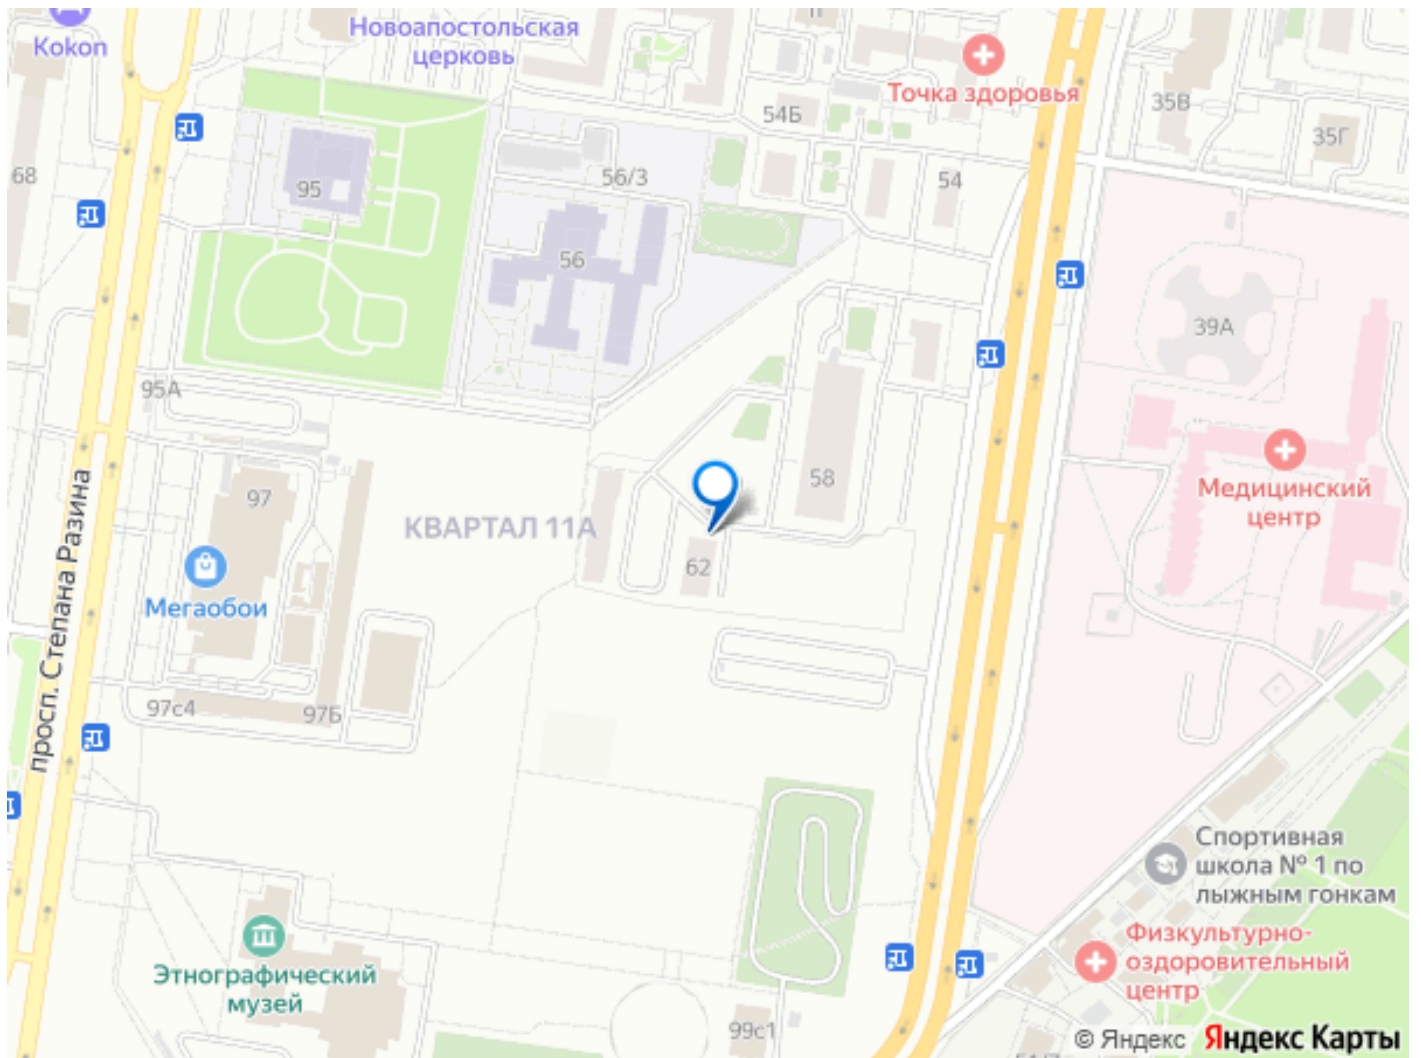 Kokon
Новоапостольская
церковь
П
Точка здоровья
35В
54Б
35Г
68
95
56/3
54
56
39А
95А
58
Медицинский
центр
97
КВАРТАЛ 11А
просп. Степана Разина
62
Мегаобои
97с4
97Б
Спортивная
школа № 1 по
лыжным гонкам
Этнографический
музей
Физкультурно-
оздоровительный
центр
99с1
© Яндекс Яндекс Карты